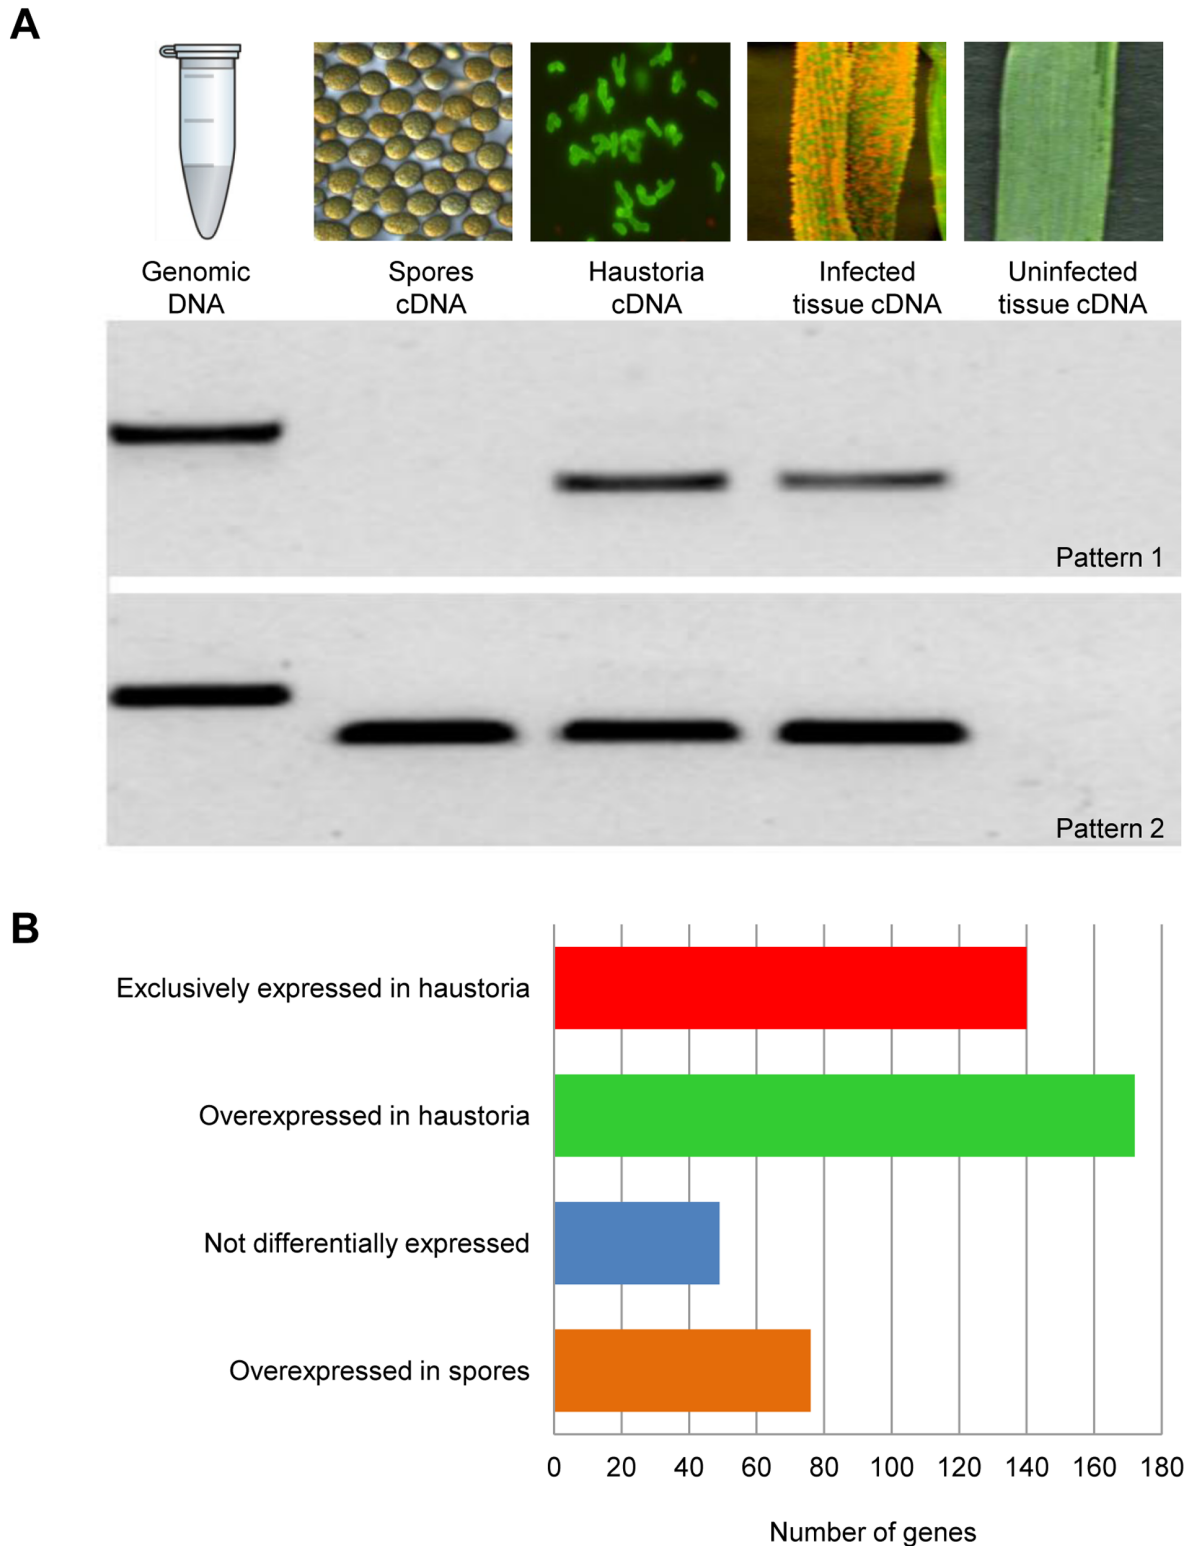 A
Genomic
DNA
Spores
cDNA
Haustoria
cDNA
Infected
tissue cDNA
Uninfected
tissue cDNA
Pattern 1
Pattern 2
B
Exclusively expressed in haustoria
Overexpressed in haustoria
Not differentially expressed
Overexpressed in spores
0 20 40 60 80 100 120 140 160 180
Number of genes